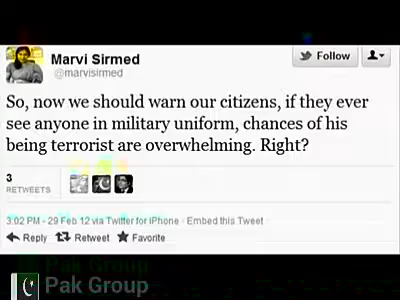 Marvi Sirmed
@marvisirmed
Follow
So, now we should warn our citizens, if they ever
see anyone in military uniform, chances of his
being terrorist are overwhelming. Right?
3
RETWEETS
3:02 PM - 29 Feb 12 via Twitter for iPhone · Embed this Tweet
Reply Retweet Favorite
Pak Group
Pak Group